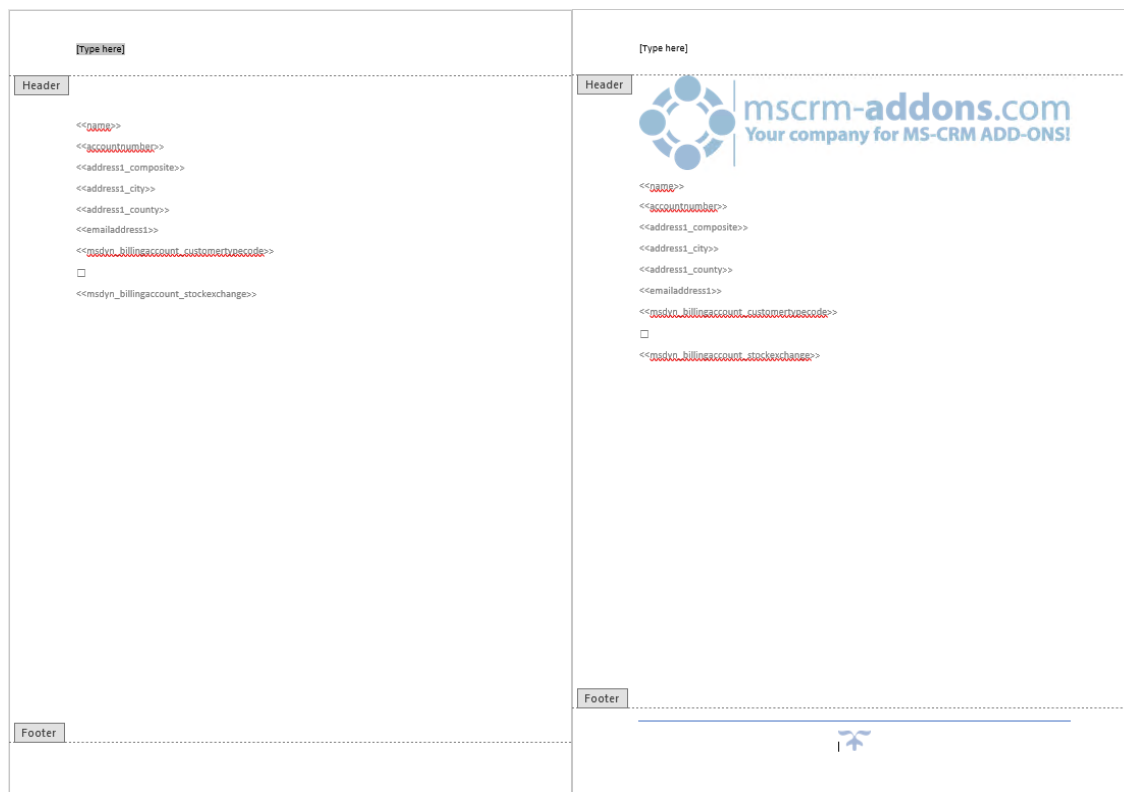 [Type here]
Header
<<name>>
<<accountnumber>>
<<address1_composite>>
<<address1_city>>
<<address1_county>>
<<emailaddress1>>
<<msdyn_billingaccount_customertypecode>>
☐
<<msdyn_billingaccount_stockexchange>>
Footer
[Type here]
Header
mscrm-addons.com
Your company for MS-CRM ADD-ONS!
<<name>>
<<accountnumber>>
<<address1_composite>>
<<address1_city>>
<<address1_county>>
<<emailaddress1>>
<<msdyn_billingaccount_customertypecode>>
☐
<<msdyn_billingaccount_stockexchange>>
Footer